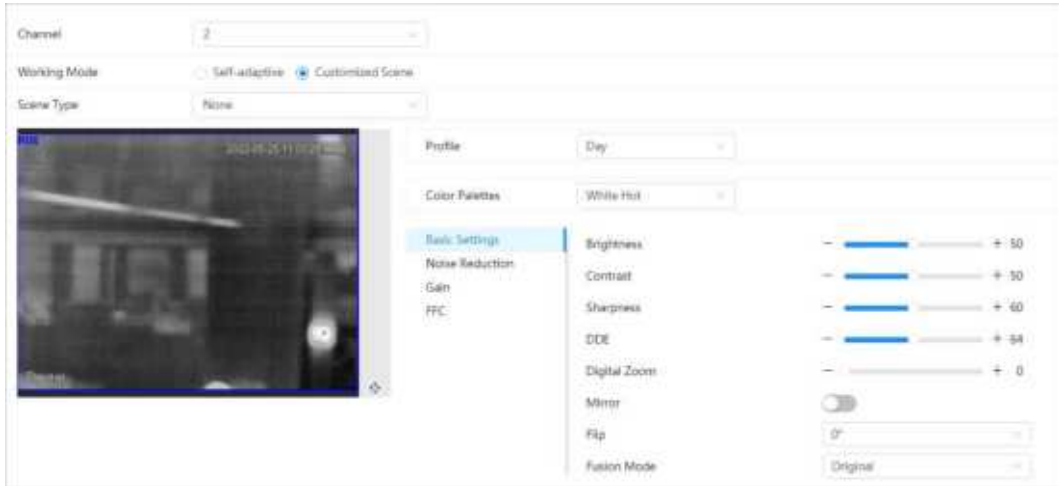 Channel 2
Working Mode Self-adaptive Customized Scene
Scene Type None
Profile Day
Color Palettes White Hot
Basic Settings
Noise Reduction
Gain
FFC
Brightness - + 50
Contrast - + 50
Sharpness - + 60
DDE - + 64
Digital Zoom - + 0
Mirror
Flip 0°
Fusion Mode Original